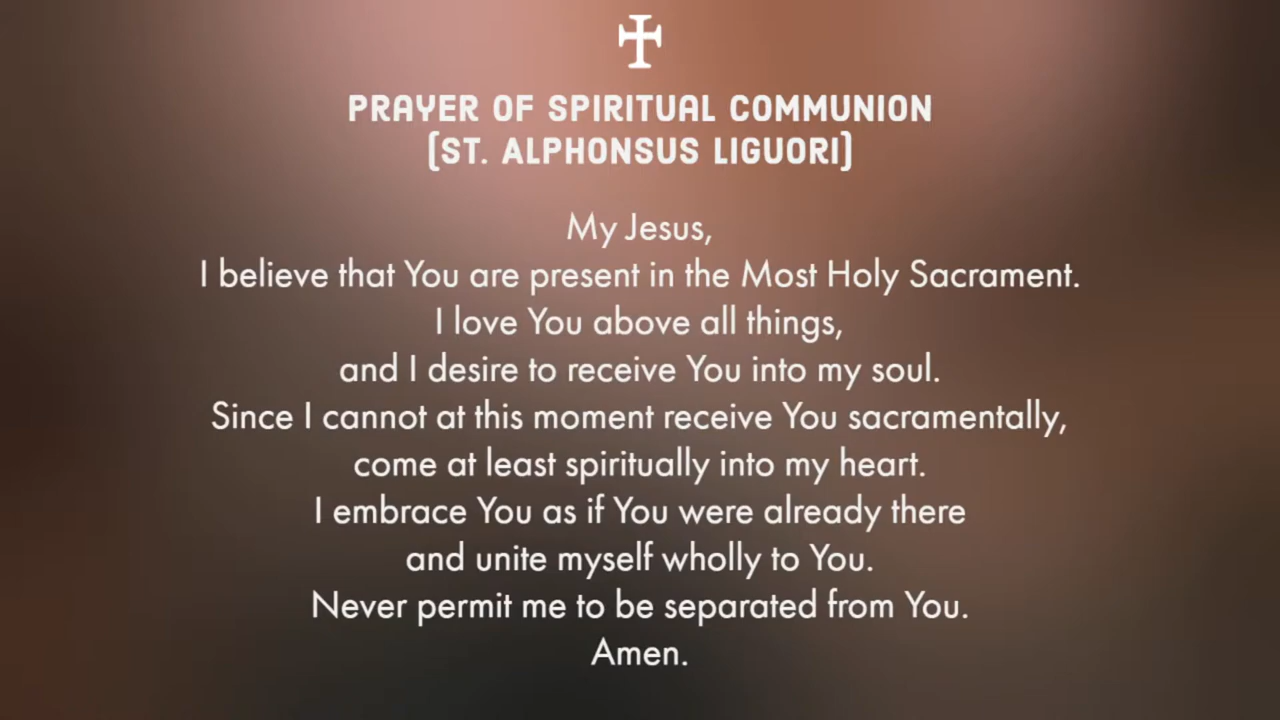 PRAYER OF SPIRITUAL COMMUNION
(ST. ALPHONSUS LIGUORI)
My Jesus,
I believe that You are present in the Most Holy Sacrament.
I love You above all things,
and I desire to receive You into my soul.
Since I cannot at this moment receive You sacramentally,
come at least spiritually into my heart.
I embrace You as if You were already there
and unite myself wholly to You.
Never permit me to be separated from You.
Amen.